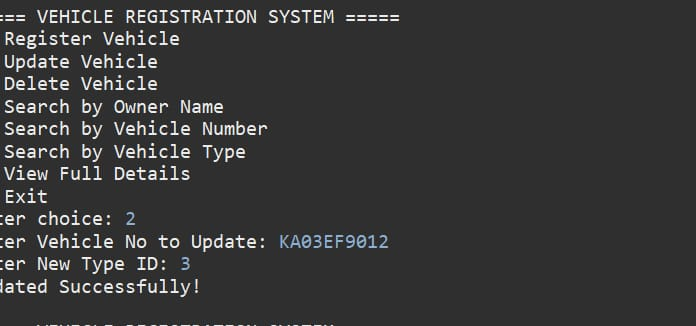 === VEHICLE REGISTRATION SYSTEM =====
Register Vehicle
Update Vehicle
Delete Vehicle
Search by Owner Name
Search by Vehicle Number
Search by Vehicle Type
View Full Details
Exit
ter choice: 2
ter Vehicle No to Update: KA03EF9012
ter New Type ID: 3
dated Successfully!